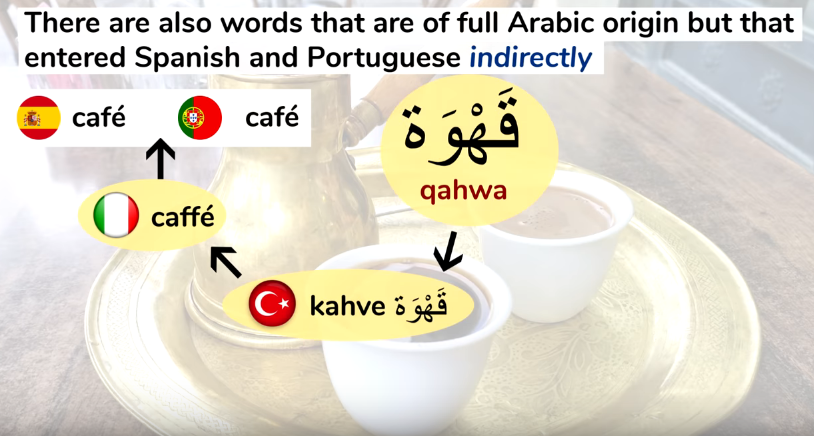 There are also words that are of full Arabic origin but that
entered Spanish and Portuguese indirectly
café café
قَهْوَة
qahwa
caffé
kahve قَهْوَة